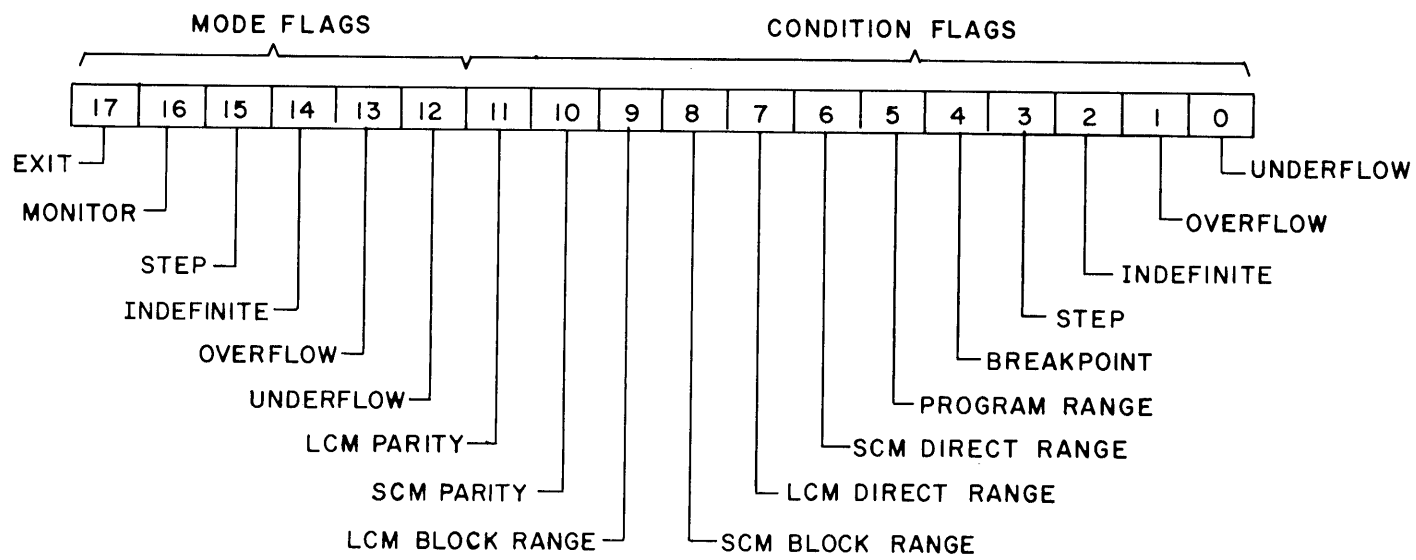 MODE FLAGS
CONDITION FLAGS
17 16 15 14 13 12 11 10 9 8 7 6 5 4 3 2 1 0
EXIT
UNDERFLOW
MONITOR
OVERFLOW
STEP
INDEFINITE
INDEFINITE
STEP
OVERFLOW
BREAKPOINT
UNDERFLOW
PROGRAM RANGE
LCM PARITY
SCM DIRECT RANGE
SCM PARITY
LCM DIRECT RANGE
LCM BLOCK RANGE
SCM BLOCK RANGE